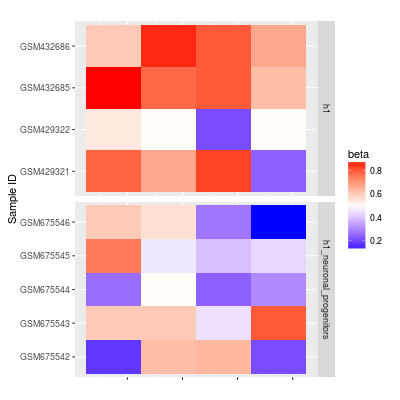 Sample ID
GSM432686
GSM432685
GSM429322
GSM429321
h1
GSM675546
GSM675545
GSM675544
GSM675543
GSM675542
h1_neuronal_progenitors
beta
0.8
0.6
0.4
0.2